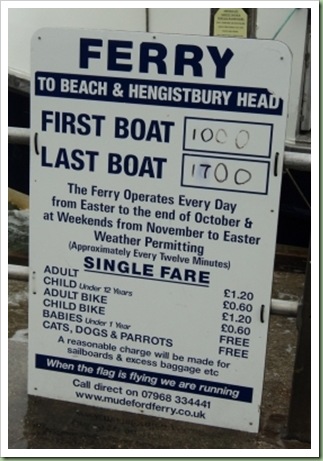 FERRY
TO BEACH & HENGISTBURY HEAD
FIRST BOAT 1000
LAST BOAT 1700
The Ferry Operates Every Day
from Easter to the end of October &
at Weekends from November to Easter
Weather Permitting
(Approximately Every Twelve Minutes)
SINGLE FARE
ADULT £1.20
CHILD Under 12 Years £0.60
ADULT BIKE £1.20
CHILD BIKE £0.60
BABIES Under 1 Year FREE
CATS, DOGS & PARROTS FREE
A reasonable charge will be made for
sailboards & excess baggage etc
When the flag is flying we are running
Call direct on 07968 334441
www.mudefordferry.co.uk